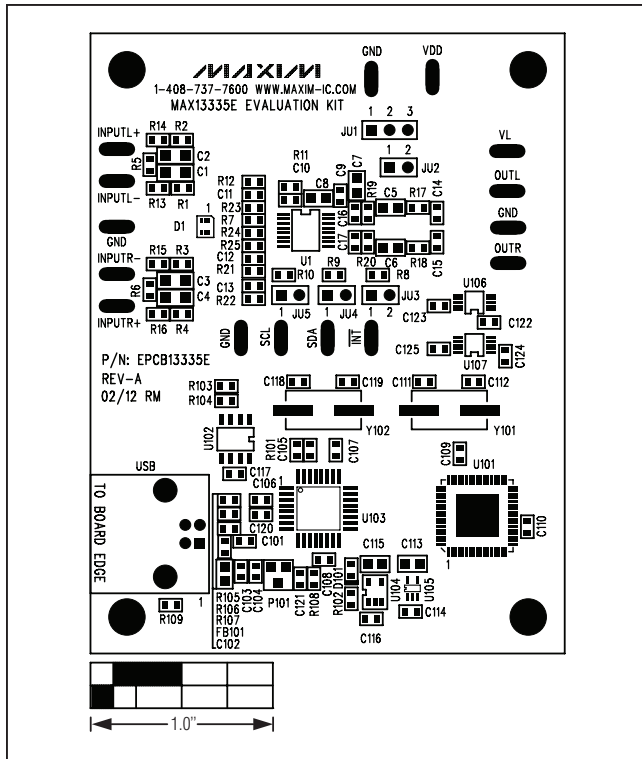 MAXIM
1-408-737-7600 WWW.MAXIM-IC.COM
MAX13335E EVALUATION KIT
GND
VDD
1 2 3
JU1
1 2
JU2
INPUTL+
R14 R2
R5
C2
C1
INPUTL-
R13 R1
D1
1
GND
R15 R3
INPUTR-
R6
C3
C4
INPUTR+
R16 R4
R12
C11
R23
R7
R24
R25
C12
R21
C13
R22
R11
C10
C8
C9
C7
R19
C16
C5
R17
C14
U1
C17
R20
C6
R18
C15
R10
R9
R8
1
JU5
1
JU4
1 2
JU3
VL
OUTL
GND
OUTR
U106
C123
C122
U107
C125
C124
GND
SCL
SDA
INT
P/N: EPCB13335E
REV-A
02/12 RM
R103
R104
C118
C119
C111
C112
Y102
Y101
U102
R101
C105
C107
C109
U101
C117
C106
1
U103
C110
1
USB
TO BOARD EDGE
1
R109
C120
C101
R105
R106
R107
FB101
C102
C103
C104
P101
C121
R108
C108
D101
R102
C115
C113
U104
U105
C114
C116
1.0"